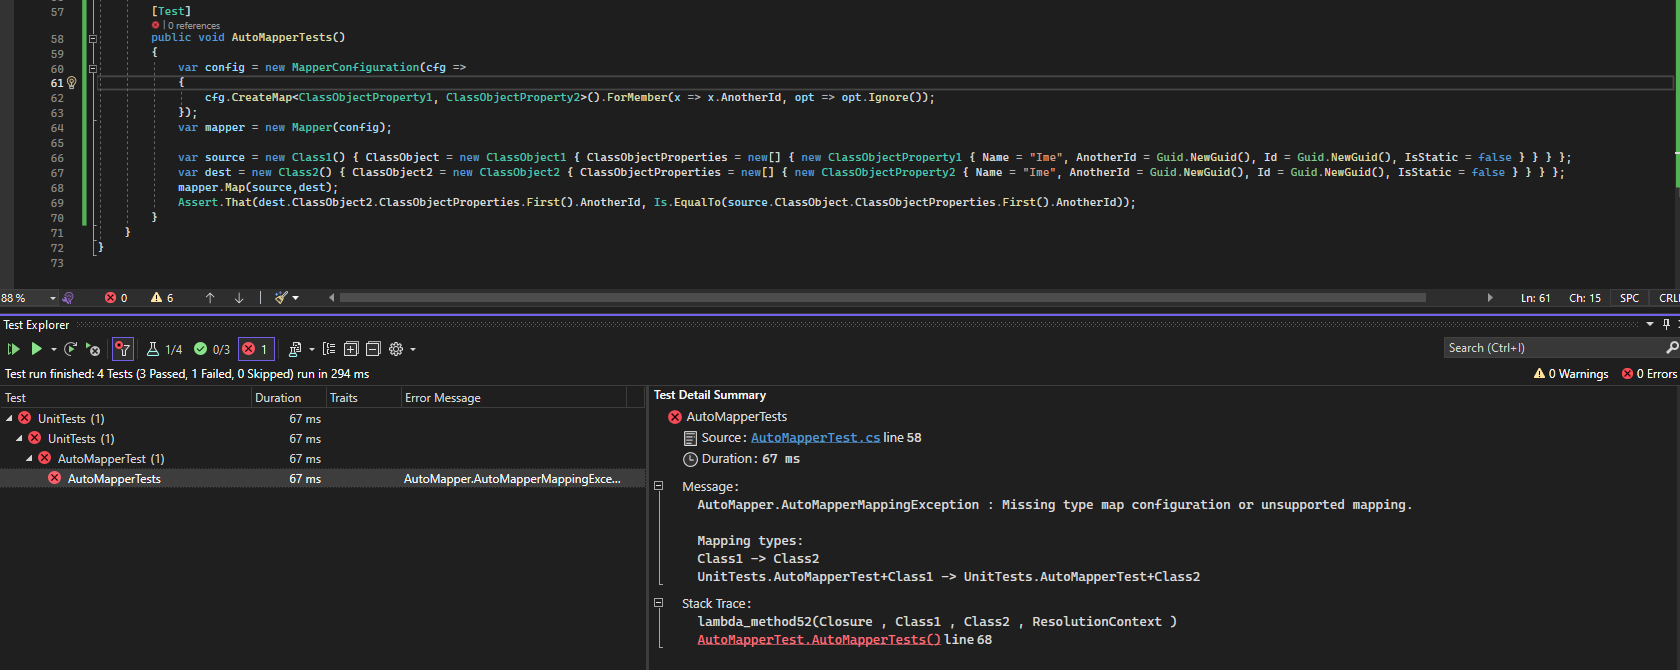 57 [Test]
| 0 references
58 public void AutoMapperTests()
59 {
60 var config = new MapperConfiguration(cfg =>
61 {
62 cfg.CreateMap<ClassObjectProperty1, ClassObjectProperty2>().ForMember(x => x.AnotherId, opt => opt.Ignore());
63 });
64 var mapper = new Mapper(config);
65
66 var source = new Class1() { ClassObject = new ClassObject1 { ClassObjectProperties = new[] { new ClassObjectProperty1 { Name = "Ime", AnotherId = Guid.NewGuid(), Id = Guid.NewGuid(), IsStatic = false } } } };
67 var dest = new Class2() { ClassObject2 = new ClassObject2 { ClassObjectProperties = new[] { new ClassObjectProperty2 { Name = "Ime", AnotherId = Guid.NewGuid(), Id = Guid.NewGuid(), IsStatic = false } } } };
68 mapper.Map(source,dest);
69 Assert.That(dest.ClassObject2.ClassObjectProperties.First().AnotherId, Is.EqualTo(source.ClassObject.ClassObjectProperties.First().AnotherId));
70 }
71 }
72 }
73
88 % 0 6 Ln: 61 Ch: 15 SPC CRL
Test Explorer
1/4 0/3 1 Search (Ctrl+I)
Test run finished: 4 Tests (3 Passed, 1 Failed, 0 Skipped) run in 294 ms 0 Warnings 0 Errors
Test Duration Traits Error Message
UnitTests (1) 67 ms
UnitTests (1) 67 ms
AutoMapperTest (1) 67 ms
AutoMapperTests 67 ms AutoMapper.AutoMapperMappingExce...
Test Detail Summary
AutoMapperTests
Source: AutoMapperTest.cs line 58
Duration: 67 ms
Message:
AutoMapper.AutoMapperMappingException : Missing type map configuration or unsupported mapping.
Mapping types:
Class1 -> Class2
UnitTests.AutoMapperTest+Class1 -> UnitTests.AutoMapperTest+Class2
Stack Trace:
lambda_method52(Closure , Class1 , Class2 , ResolutionContext )
AutoMapperTest.AutoMapperTests() line 68